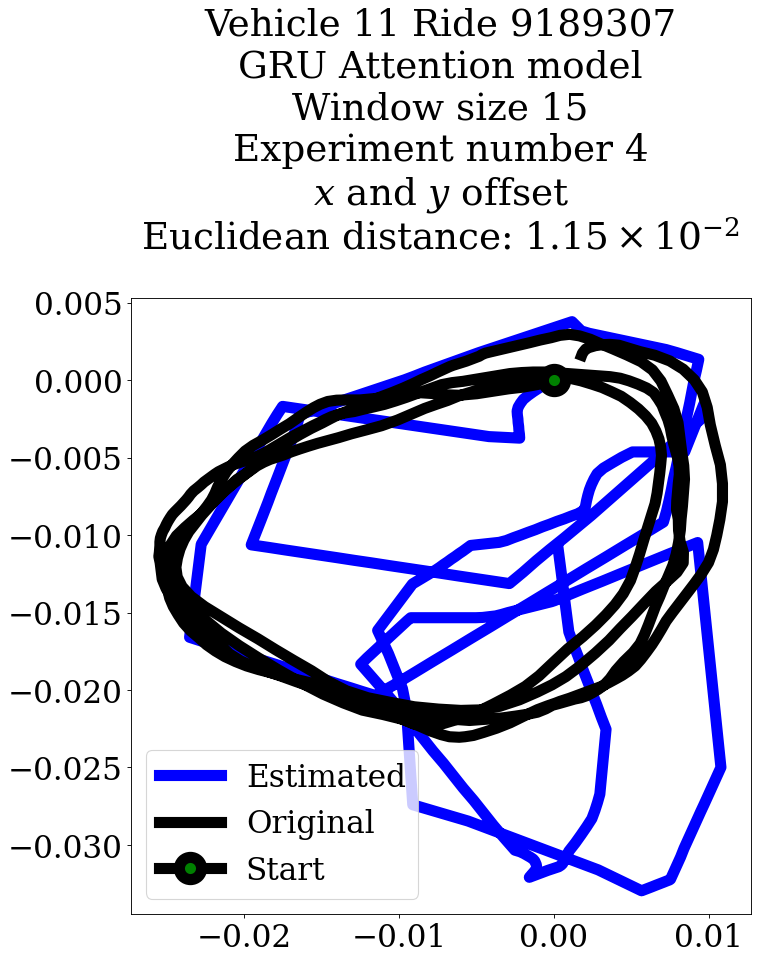 Vehicle 11 Ride 9189307
GRU Attention model
Window size 15
Experiment number 4
x and y offset
Euclidean distance: 1.15 × 10⁻²
0.005
0.000
−0.005
−0.010
−0.015
−0.020
−0.025
−0.030
Estimated
Original
Start
−0.02 −0.01 0.00 0.01